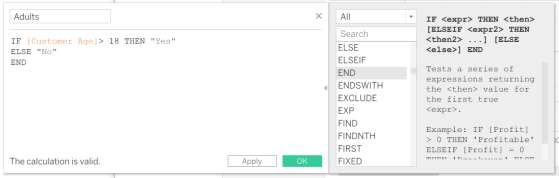 Adults
×
IF [Customer Age]> 18 THEN "Yes"
ELSE "No"
END
The calculation is valid.
Apply
OK
All
Search
ELSE
ELSEIF
END
ENDSWITH
EXCLUDE
EXP
FIND
FINDNTH
FIRST
FIXED
IF <expr> THEN <then>
[ELSEIF <expr2> THEN
<then2> ...] [ELSE
<else>] END
Tests a series of
expressions returning
the <then> value for
the first true
<expr>.
Example: IF [Profit]
> 0 THEN 'Profitable'
ELSEIF [Profit] = 0
THEN 'Breakeven' ELSE